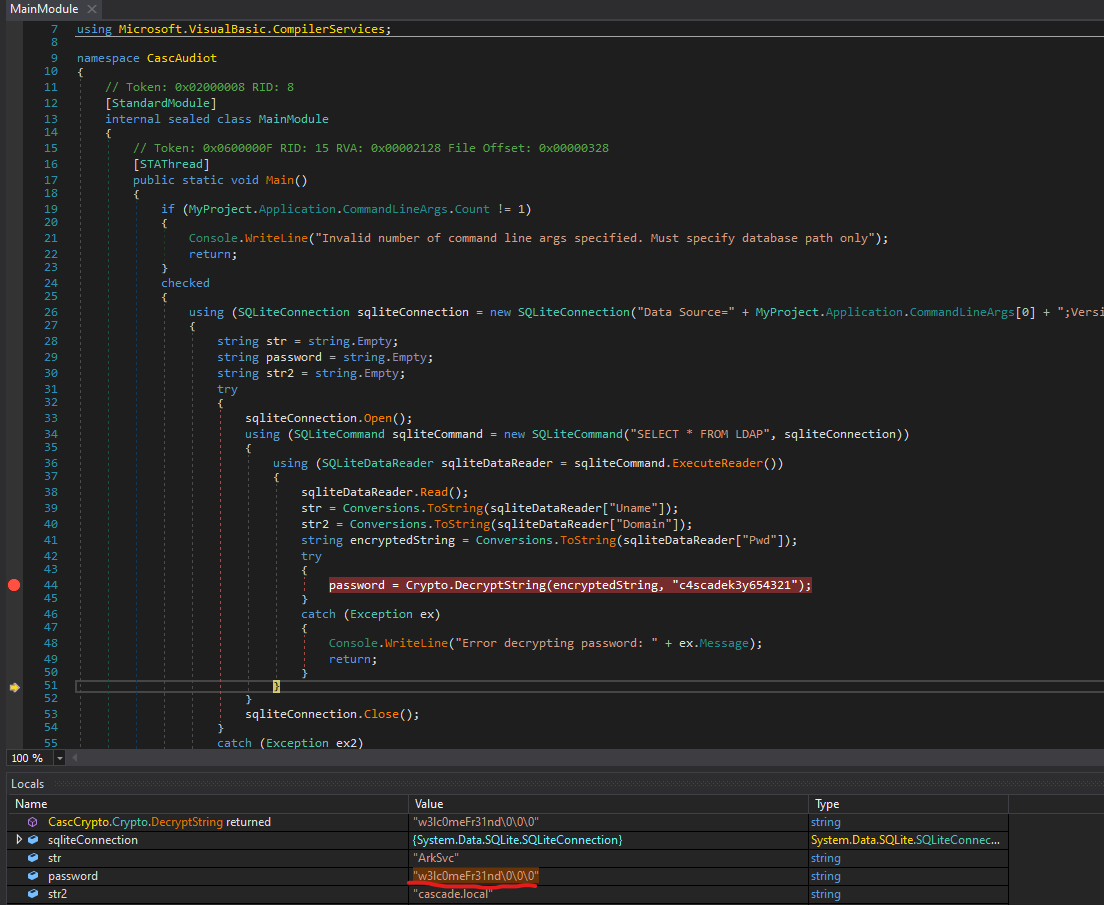 MainModule ×
7 using Microsoft.VisualBasic.CompilerServices;
8
9 namespace CascAudiot
10 {
11 // Token: 0x02000008 RID: 8
12 [StandardModule]
13 internal sealed class MainModule
14 {
15 // Token: 0x0600000F RID: 15 RVA: 0x00002128 File Offset: 0x00000328
16 [STAThread]
17 public static void Main()
18 {
19 if (MyProject.Application.CommandLineArgs.Count != 1)
20 {
21 Console.WriteLine("Invalid number of command line args specified. Must specify database path only");
22 return;
23 }
24 checked
25 {
26 using (SQLiteConnection sqliteConnection = new SQLiteConnection("Data Source=" + MyProject.Application.CommandLineArgs[0] + ";Versi
27 {
28 string str = string.Empty;
29 string password = string.Empty;
30 string str2 = string.Empty;
31 try
32 {
33 sqliteConnection.Open();
34 using (SQLiteCommand sqliteCommand = new SQLiteCommand("SELECT * FROM LDAP", sqliteConnection))
35 {
36 using (SQLiteDataReader sqliteDataReader = sqliteCommand.ExecuteReader())
37 {
38 sqliteDataReader.Read();
39 str = Conversions.ToString(sqliteDataReader["Uname"]);
40 str2 = Conversions.ToString(sqliteDataReader["Domain"]);
41 string encryptedString = Conversions.ToString(sqliteDataReader["Pwd"]);
42 try
43 {
44 password = Crypto.DecryptString(encryptedString, "c4scadek3y654321");
45 }
46 catch (Exception ex)
47 {
48 Console.WriteLine("Error decrypting password: " + ex.Message);
49 return;
50 }
51 }
52 }
53 sqliteConnection.Close();
54 }
55 catch (Exception ex2)
100 %
Locals
Name Value Type
CascCrypto.Crypto.DecryptString returned "w3lc0meFr31nd\0\0\0" string
sqliteConnection {System.Data.SQLite.SQLiteConnection} System.Data.SQLite.SQLiteConnec...
str "ArkSvc" string
password "w3lc0meFr31nd\0\0\0" string
str2 "cascade.local" string